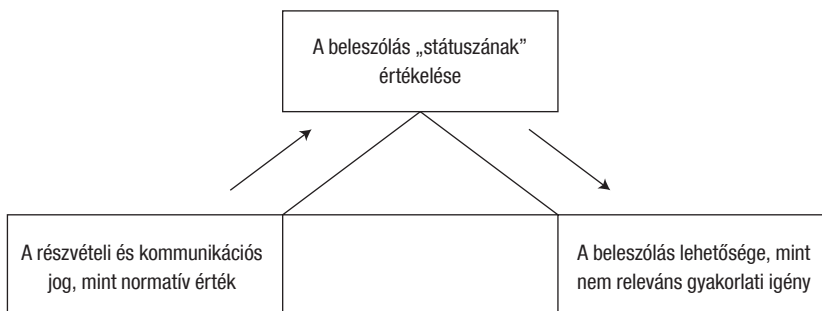 A beleszólás „státuszának”
értékelése
A részvételi és kommunikációs
jog, mint normatív érték
A beleszólás lehetősége, mint
nem releváns gyakorlati igény